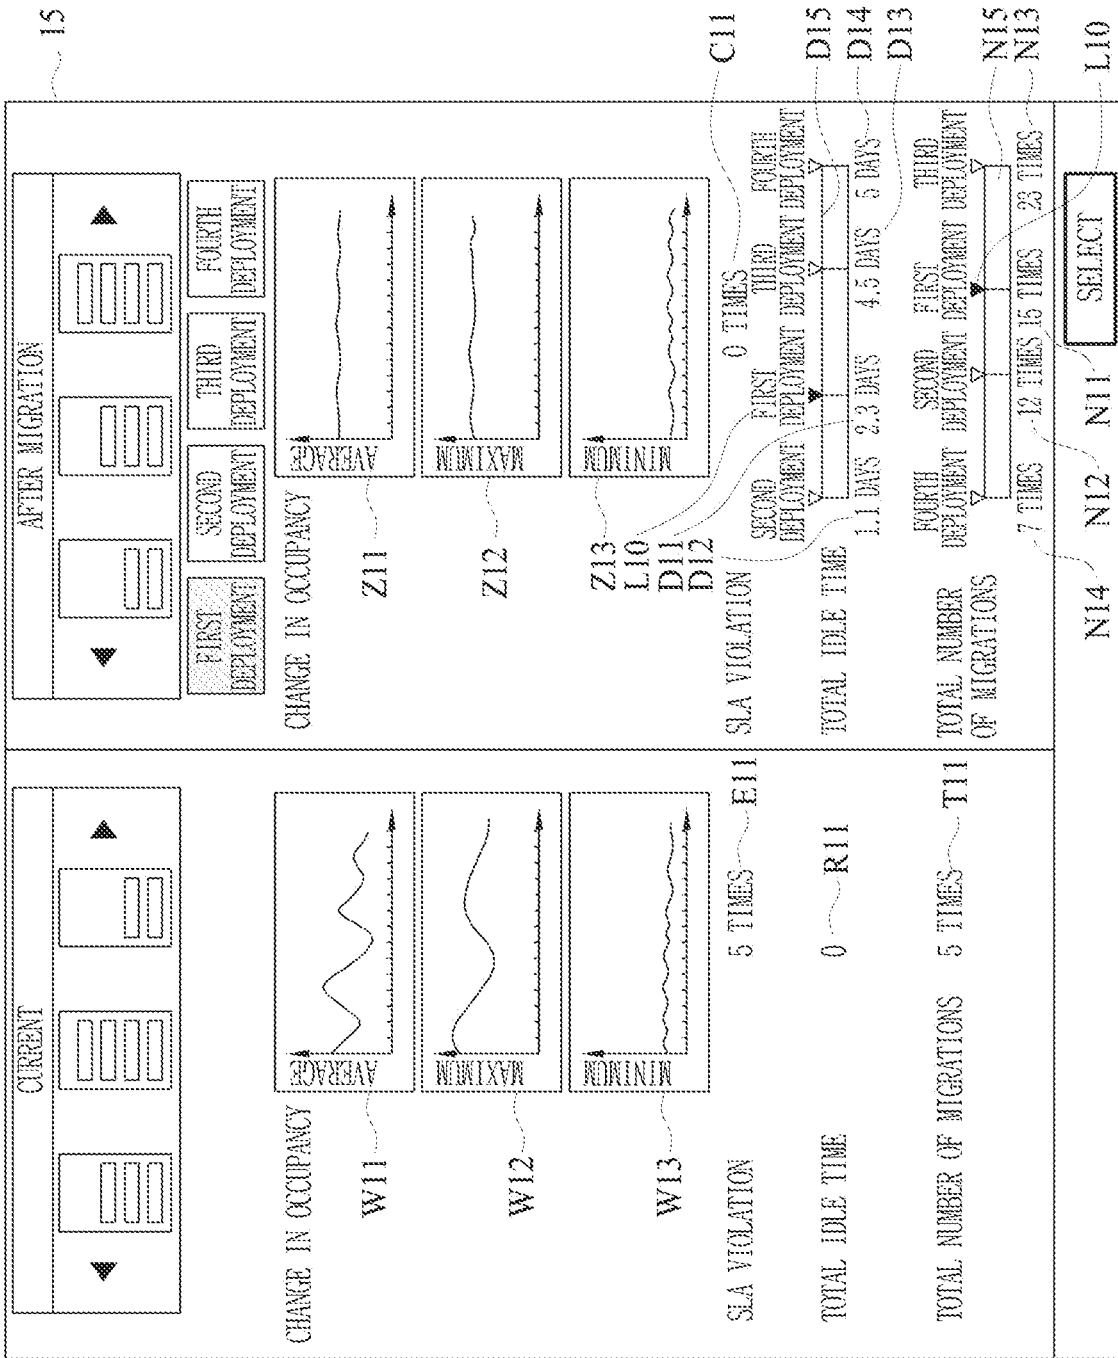 15
CURRENT
CHANGE IN OCCUPANCY
W11
AVERAGE
W12
MAXIMUM
W13
MINIMUM
SLA VIOLATION
5 TIMES
E11
TOTAL IDLE TIME
0
R11
TOTAL NUMBER OF MIGRATIONS
5 TIMES
T11
AFTER MIGRATION
FIRST
DEPLOYMENT
SECOND
DEPLOYMENT
THIRD
DEPLOYMENT
FOURTH
DEPLOYMENT
CHANGE IN OCCUPANCY
Z11
AVERAGE
Z12
MAXIMUM
Z13
MINIMUM
L10
D11
D12
SLA VIOLATION
0 TIMES
C11
TOTAL IDLE TIME
SECOND FIRST THIRD FOURTH
DEPLOYMENT DEPLOYMENT DEPLOYMENT DEPLOYMENT
D15
1.1 DAYS 2.3 DAYS 4.5 DAYS 5 DAYS
D14
D13
TOTAL NUMBER
OF MIGRATIONS
FOURTH SECOND FIRST THIRD
DEPLOYMENT DEPLOYMENT DEPLOYMENT DEPLOYMENT
N15
7 TIMES 12 TIMES 15 TIMES 23 TIMES
N13
SELECT
L10
N14
N12
N11